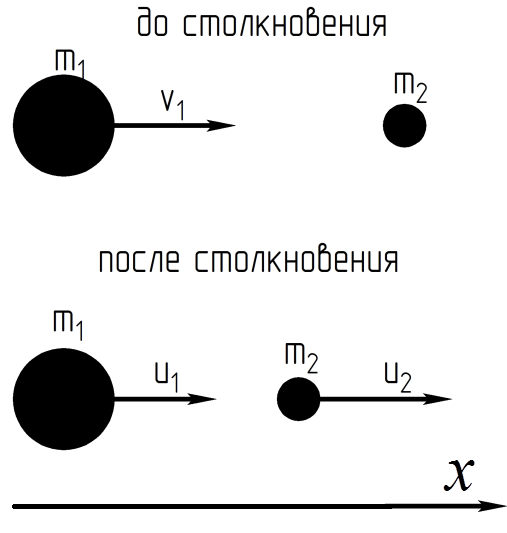 до столкновения
m₁
v₁
m₂
после столкновения
m₁
u₁
m₂
u₂
x